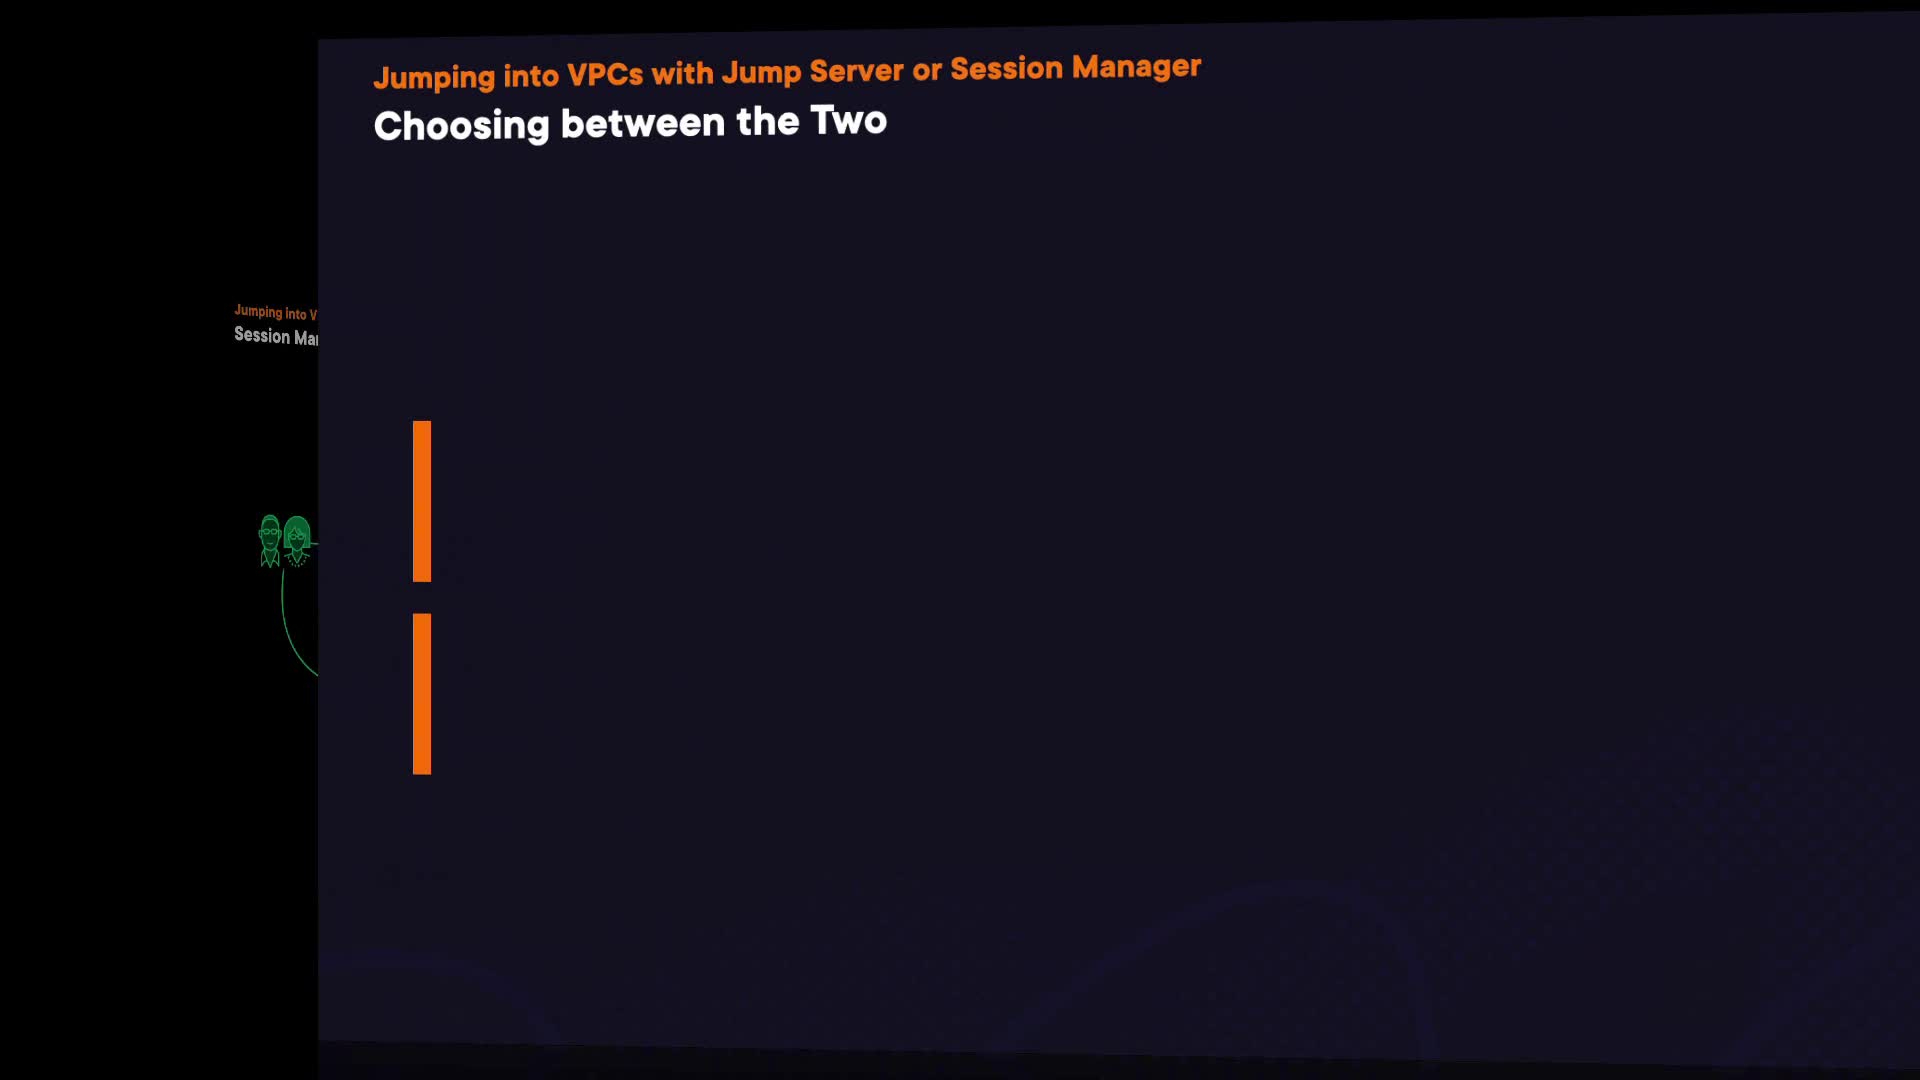 Jumping into VPCs with Jump Server or Session Manager
Choosing between the Two
Jumping into V
Session Ma